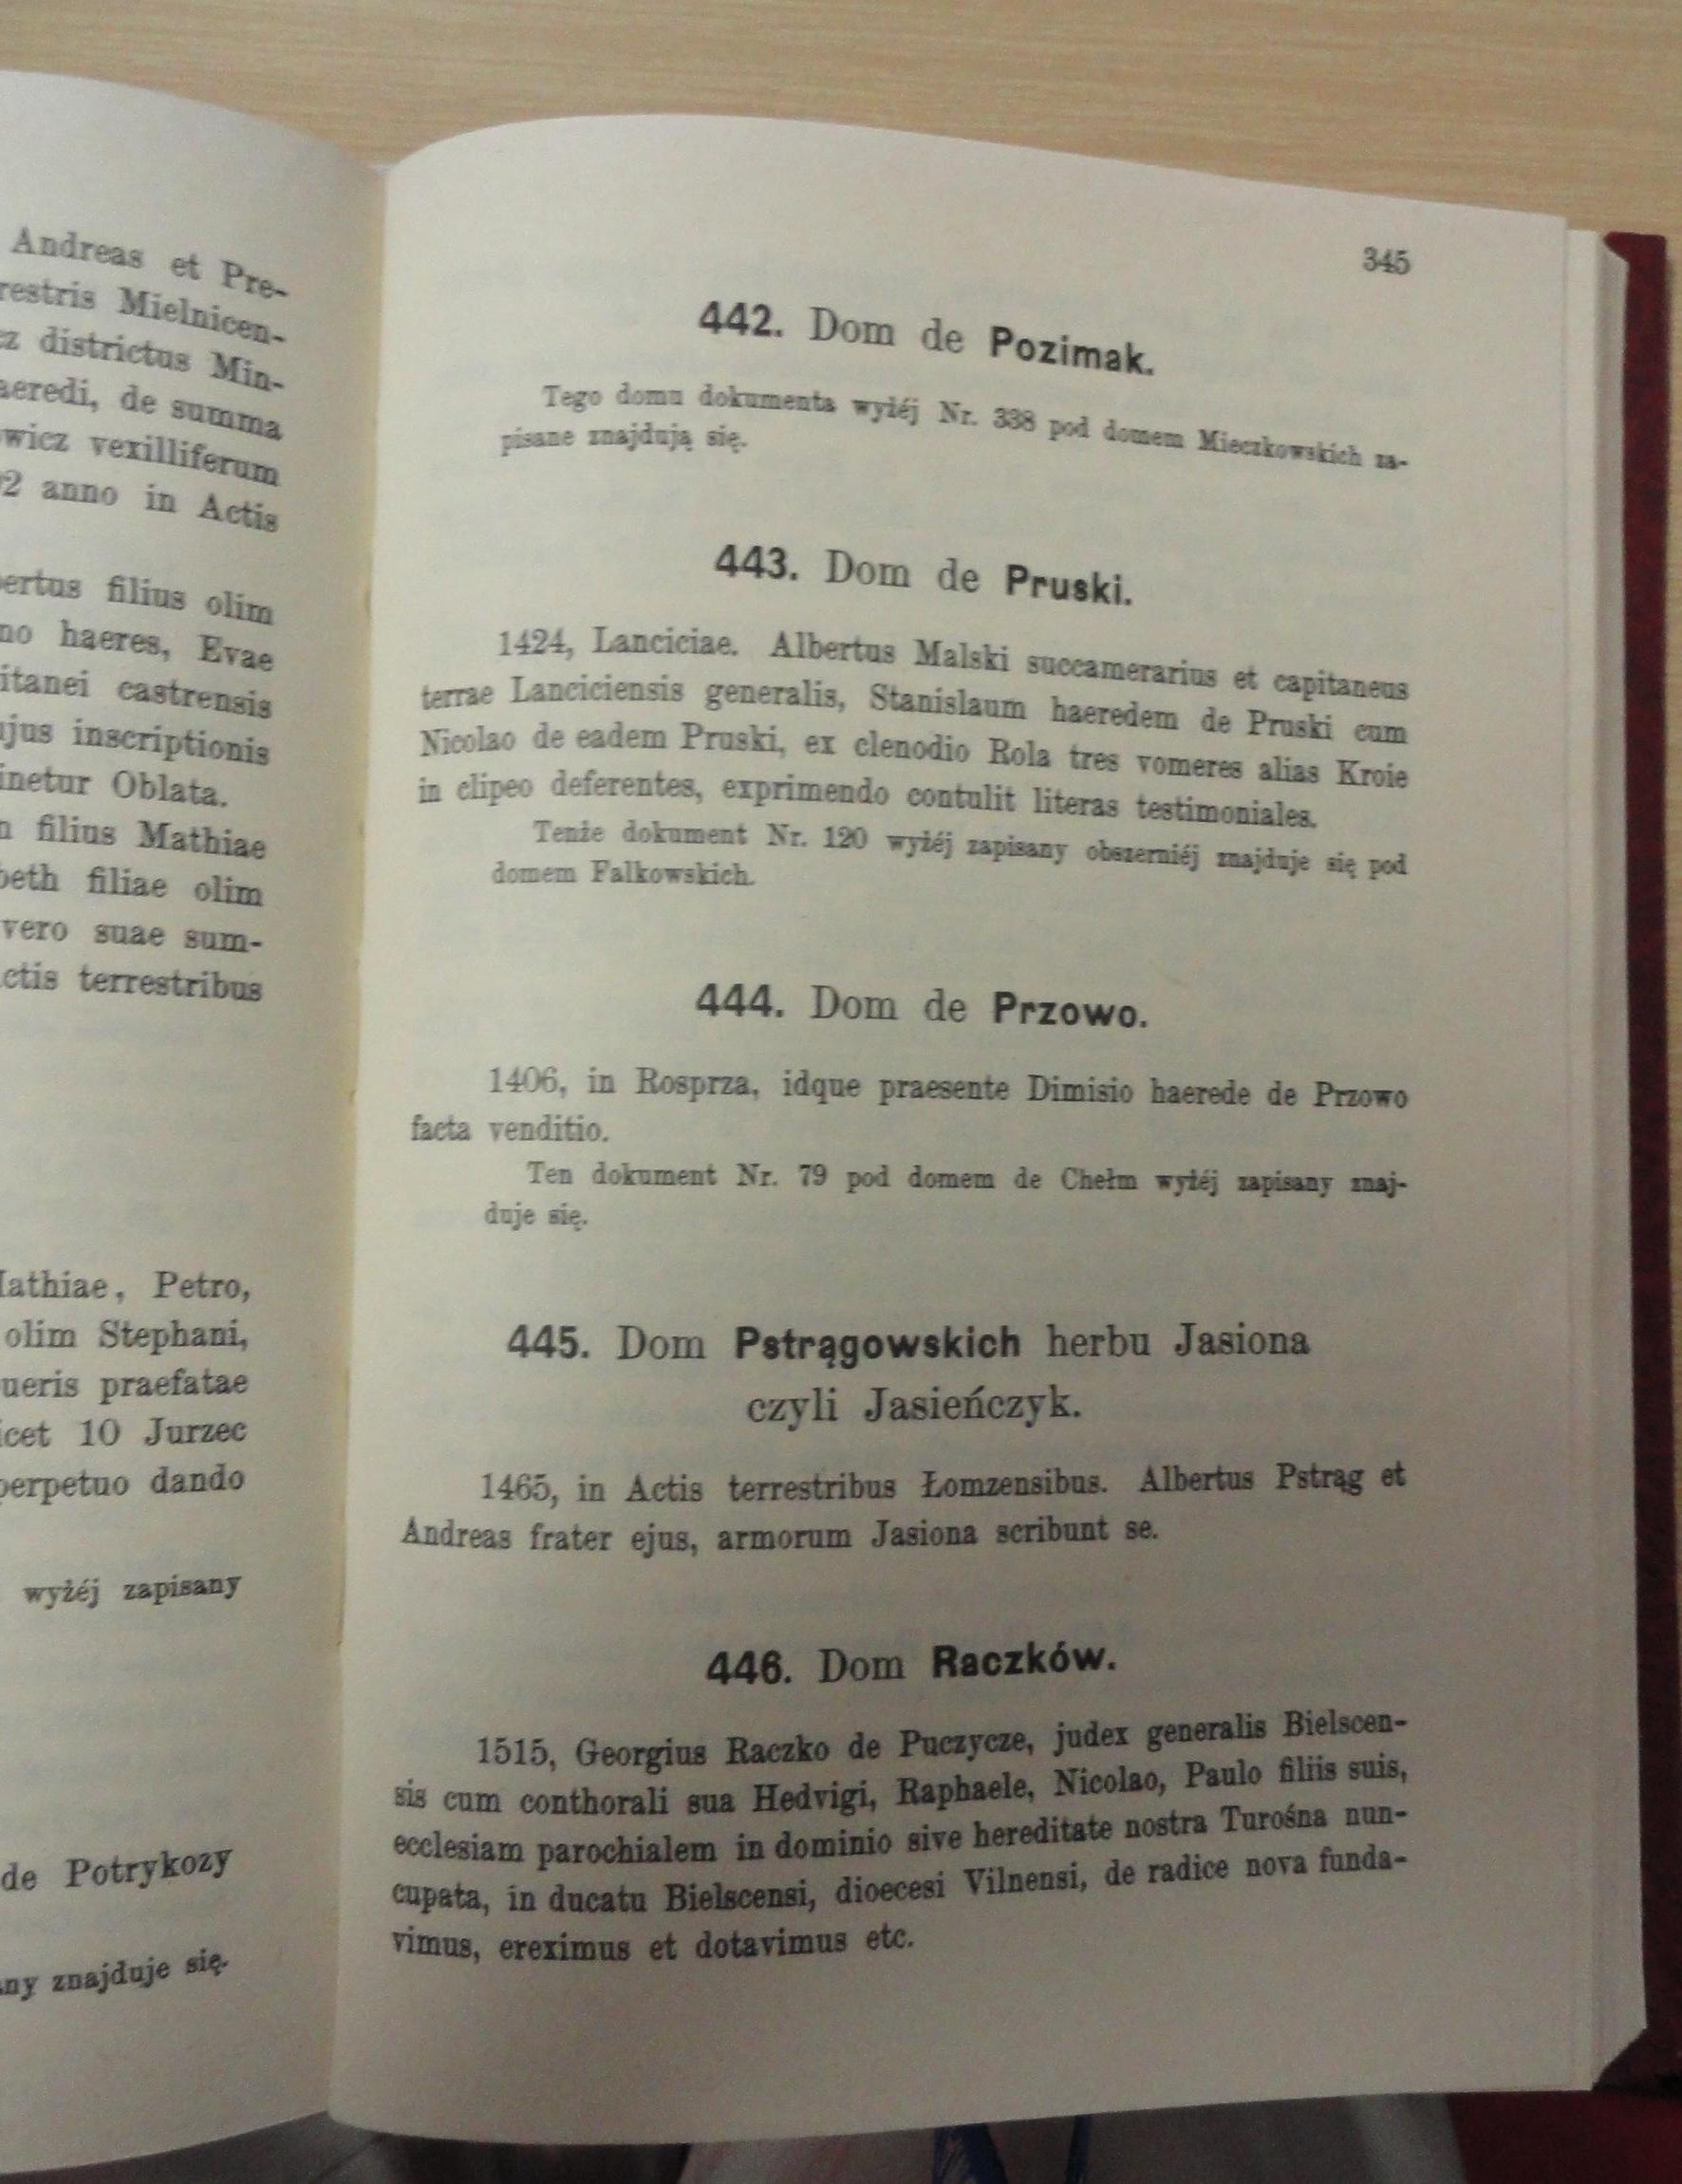 Andreas et Pre-
restris Mielnicen-
cz districtus Min-
aeredi, de summa
owicz vexilliferum
92 anno in Actis
pertus filius olim
no haeres, Evae
itanei castrensis
jus inscriptionis
inetur Oblata.
n filius Mathiae
beth filiae olim
vero suae sum-
ctis terrestribus
Mathiae, Petro,
olim Stephani,
ueris praefatae
icet 10 Jurzec
perpetuo dando
wyżéj zapisany
de Potrykozy
any znajduje się.
345
442. Dom de Pozimak.
Tego domu dokumenta wyżéj Nr. 338 pod domem Mieczkowskich za-
pisane znajdują się.
443. Dom de Pruski.
1424, Lanciciae. Albertus Malski succamerarius et capitaneus
terrae Lanciciensis generalis, Stanislaum haeredem de Pruski cum
Nicolao de eadem Pruski, ex clenodio Rola tres vomeres alias Kroie
in clipeo deferentes, exprimendo contulit literas testimoniales.
Tenże dokument Nr. 120 wyżéj zapisany obszerniéj znajduje się pod
domem Falkowskich.
444. Dom de Przowo.
1406, in Rosprza, idque praesente Dimisio haerede de Przowo
facta venditio.
Ten dokument Nr. 79 pod domem de Chełm wyżéj zapisany znaj-
duje się.
445. Dom Pstrągowskich herbu Jasiona
czyli Jasieńczyk.
1465, in Actis terrestribus Łomzensibus. Albertus Pstrąg et
Andreas frater ejus, armorum Jasiona scribunt se.
446. Dom Raczków.
1515, Georgius Raczko de Puczycze, judex generalis Bielscen-
sis cum conthorali sua Hedvigi, Raphaele, Nicolao, Paulo filiis suis,
ecclesiam parochialem in dominio sive hereditate nostra Turośna nun-
cupata, in ducatu Bielscensi, dioecesi Vilnensi, de radice nova funda-
vimus, ereximus et dotavimus etc.